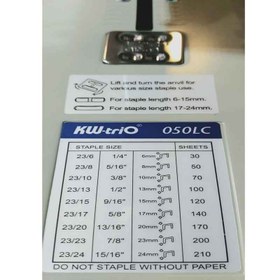 Lift and turn the anvil for
various size staple use.
For staple length 6-15mm.
For staple length 17-24mm.
KW-triO 050LC
STAPLE SIZE SHEETS
23/6 1/4" 6mm 30
23/8 5/16" 8mm 50
23/10 3/8" 10mm 70
23/13 1/2" 13mm 100
23/15 9/16" 15mm 120
23/17 5/8" 17mm 140
23/20 13/16" 20mm 170
23/23 7/8" 23mm 200
23/24 15/16" 24mm 210
DO NOT STAPLE WITHOUT PAPER